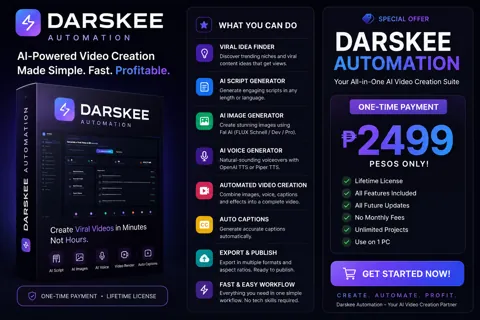 DARSKEE
AUTOMATION
AI-Powered Video Creation
Made Simple. Fast. Profitable.
DARSKEE
AUTOMATION
DARSKEE
AUTOMATION
Create Viral Videos in Minutes
Not Hours.
AI Script
AI Images
AI Voice
Video Render
Auto Captions
ONE-TIME PAYMENT • LIFETIME LICENSE
WHAT YOU CAN DO
VIRAL IDEA FINDER
Discover trending niches and viral
content ideas that get views.
AI SCRIPT GENERATOR
Generate engaging scripts in any
length or language.
AI IMAGE GENERATOR
Create stunning images using
Fal AI (FLUX Schnell / Dev / Pro).
AI VOICE GENERATOR
Natural-sounding voiceovers with
OpenAI TTS or Piper TTS.
AUTOMATED VIDEO CREATION
Combine images, voice, captions
and effects into a complete video.
AUTO CAPTIONS
Generate accurate captions
automatically.
EXPORT & PUBLISH
Export in multiple formats and
aspect ratios. Ready to publish.
FAST & EASY WORKFLOW
Everything you need in one simple
workflow. No tech skills required.
SPECIAL OFFER
DARSKEE
AUTOMATION
Your All-in-One AI Video Creation Suite
ONE-TIME PAYMENT
₱2499
PESOS ONLY!
Lifetime License
All Features Included
All Future Updates
No Monthly Fees
Unlimited Projects
Use on 1 PC
GET STARTED NOW!
CREATE. AUTOMATE. PROFIT.
Darskee Automation – Your AI Video Creation Partner